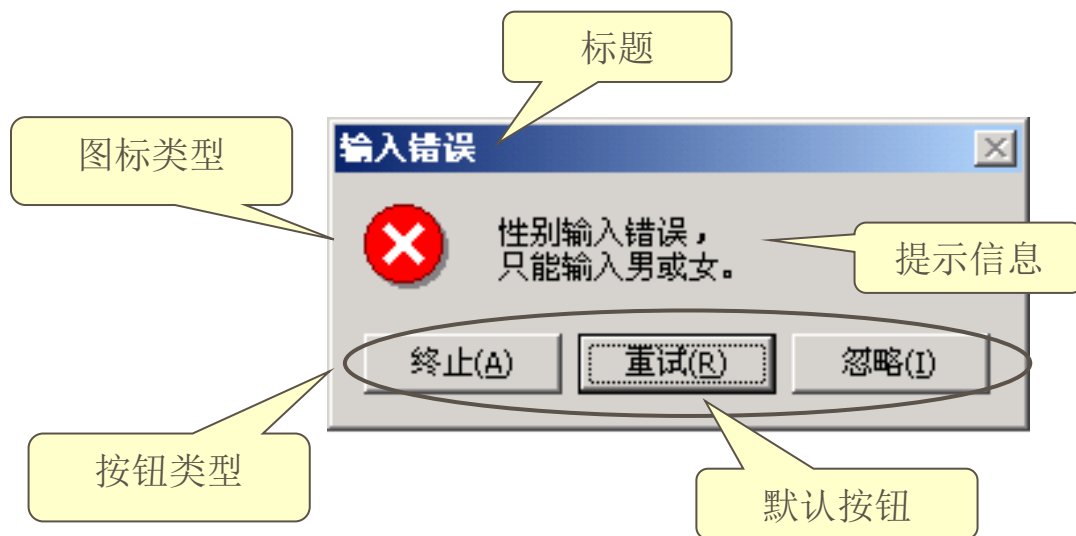 标题
图标类型
输入错误
性别输入错误，
只能输入男或女。
提示信息
终止(A)
重试(R)
忽略(I)
按钮类型
默认按钮